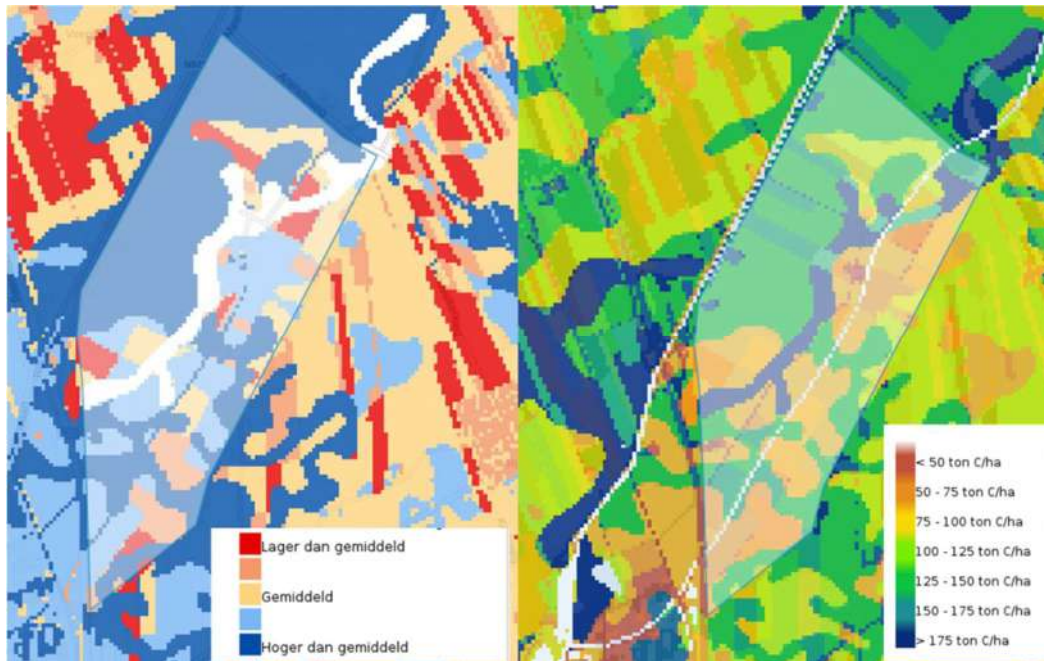 Lager dan gemiddeld
Gemiddeld
Hoger dan gemiddeld
< 50 ton C/ha
50 - 75 ton C/ha
75 - 100 ton C/ha
100 - 125 ton C/ha
125 - 150 ton C/ha
150 - 175 ton C/ha
> 175 ton C/ha